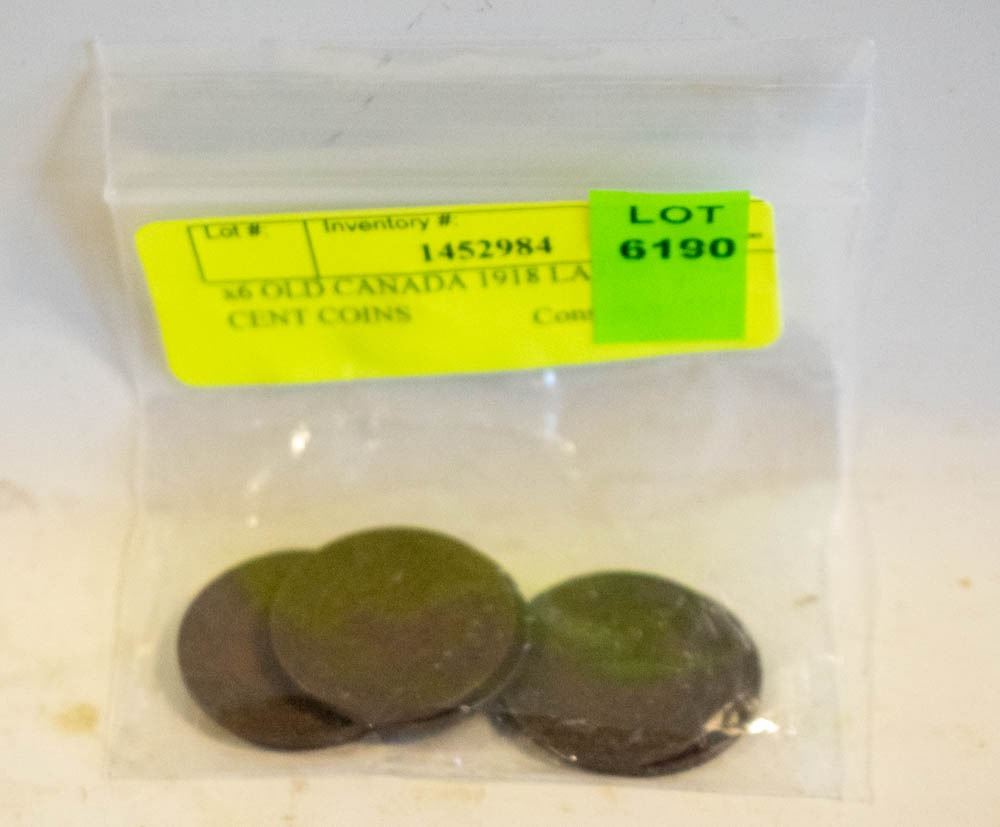 Lot #: Inventory #:
1452984
x6 OLD CANADA 1918 LA
CENT COINS Con
LOT
6190